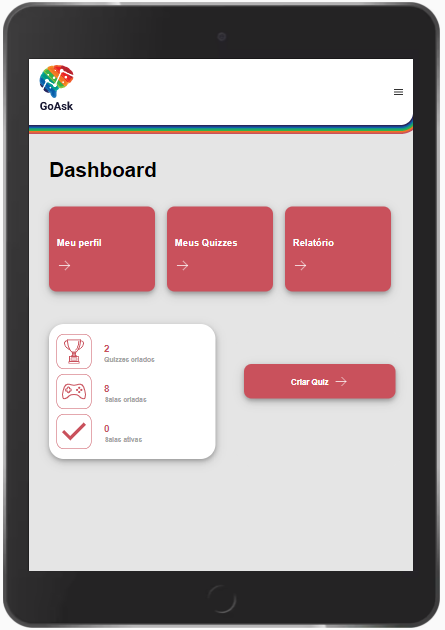 GoAsk
Dashboard
Meu perfil
Meus Quizzes
Relatório
2
Quizzes criados
8
Salas criadas
0
Salas ativas
Criar Quiz